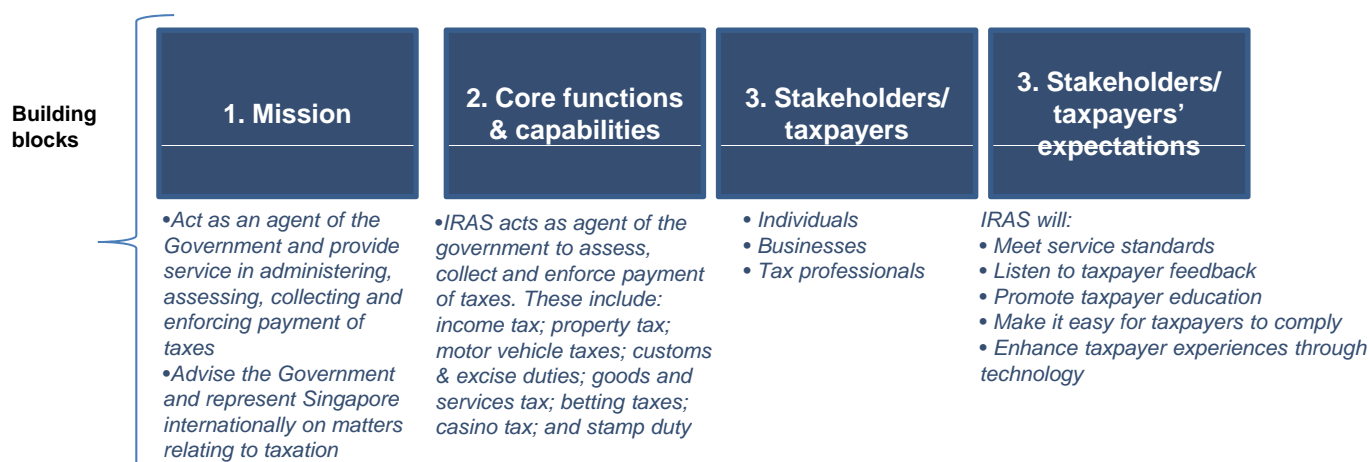 Building
blocks
1. Mission
•Act as an agent of the
Government and provide
service in administering,
assessing, collecting and
enforcing payment of
taxes
•Advise the Government
and represent Singapore
internationally on matters
relating to taxation
2. Core functions
& capabilities
•IRAS acts as agent of the
government to assess,
collect and enforce payment
of taxes. These include:
income tax; property tax;
motor vehicle taxes; customs
& excise duties; goods and
services tax; betting taxes;
casino tax; and stamp duty
3. Stakeholders/
taxpayers
• Individuals
• Businesses
• Tax professionals
3. Stakeholders/
taxpayers’
expectations
IRAS will:
• Meet service standards
• Listen to taxpayer feedback
• Promote taxpayer education
• Make it easy for taxpayers to comply
• Enhance taxpayer experiences through
technology